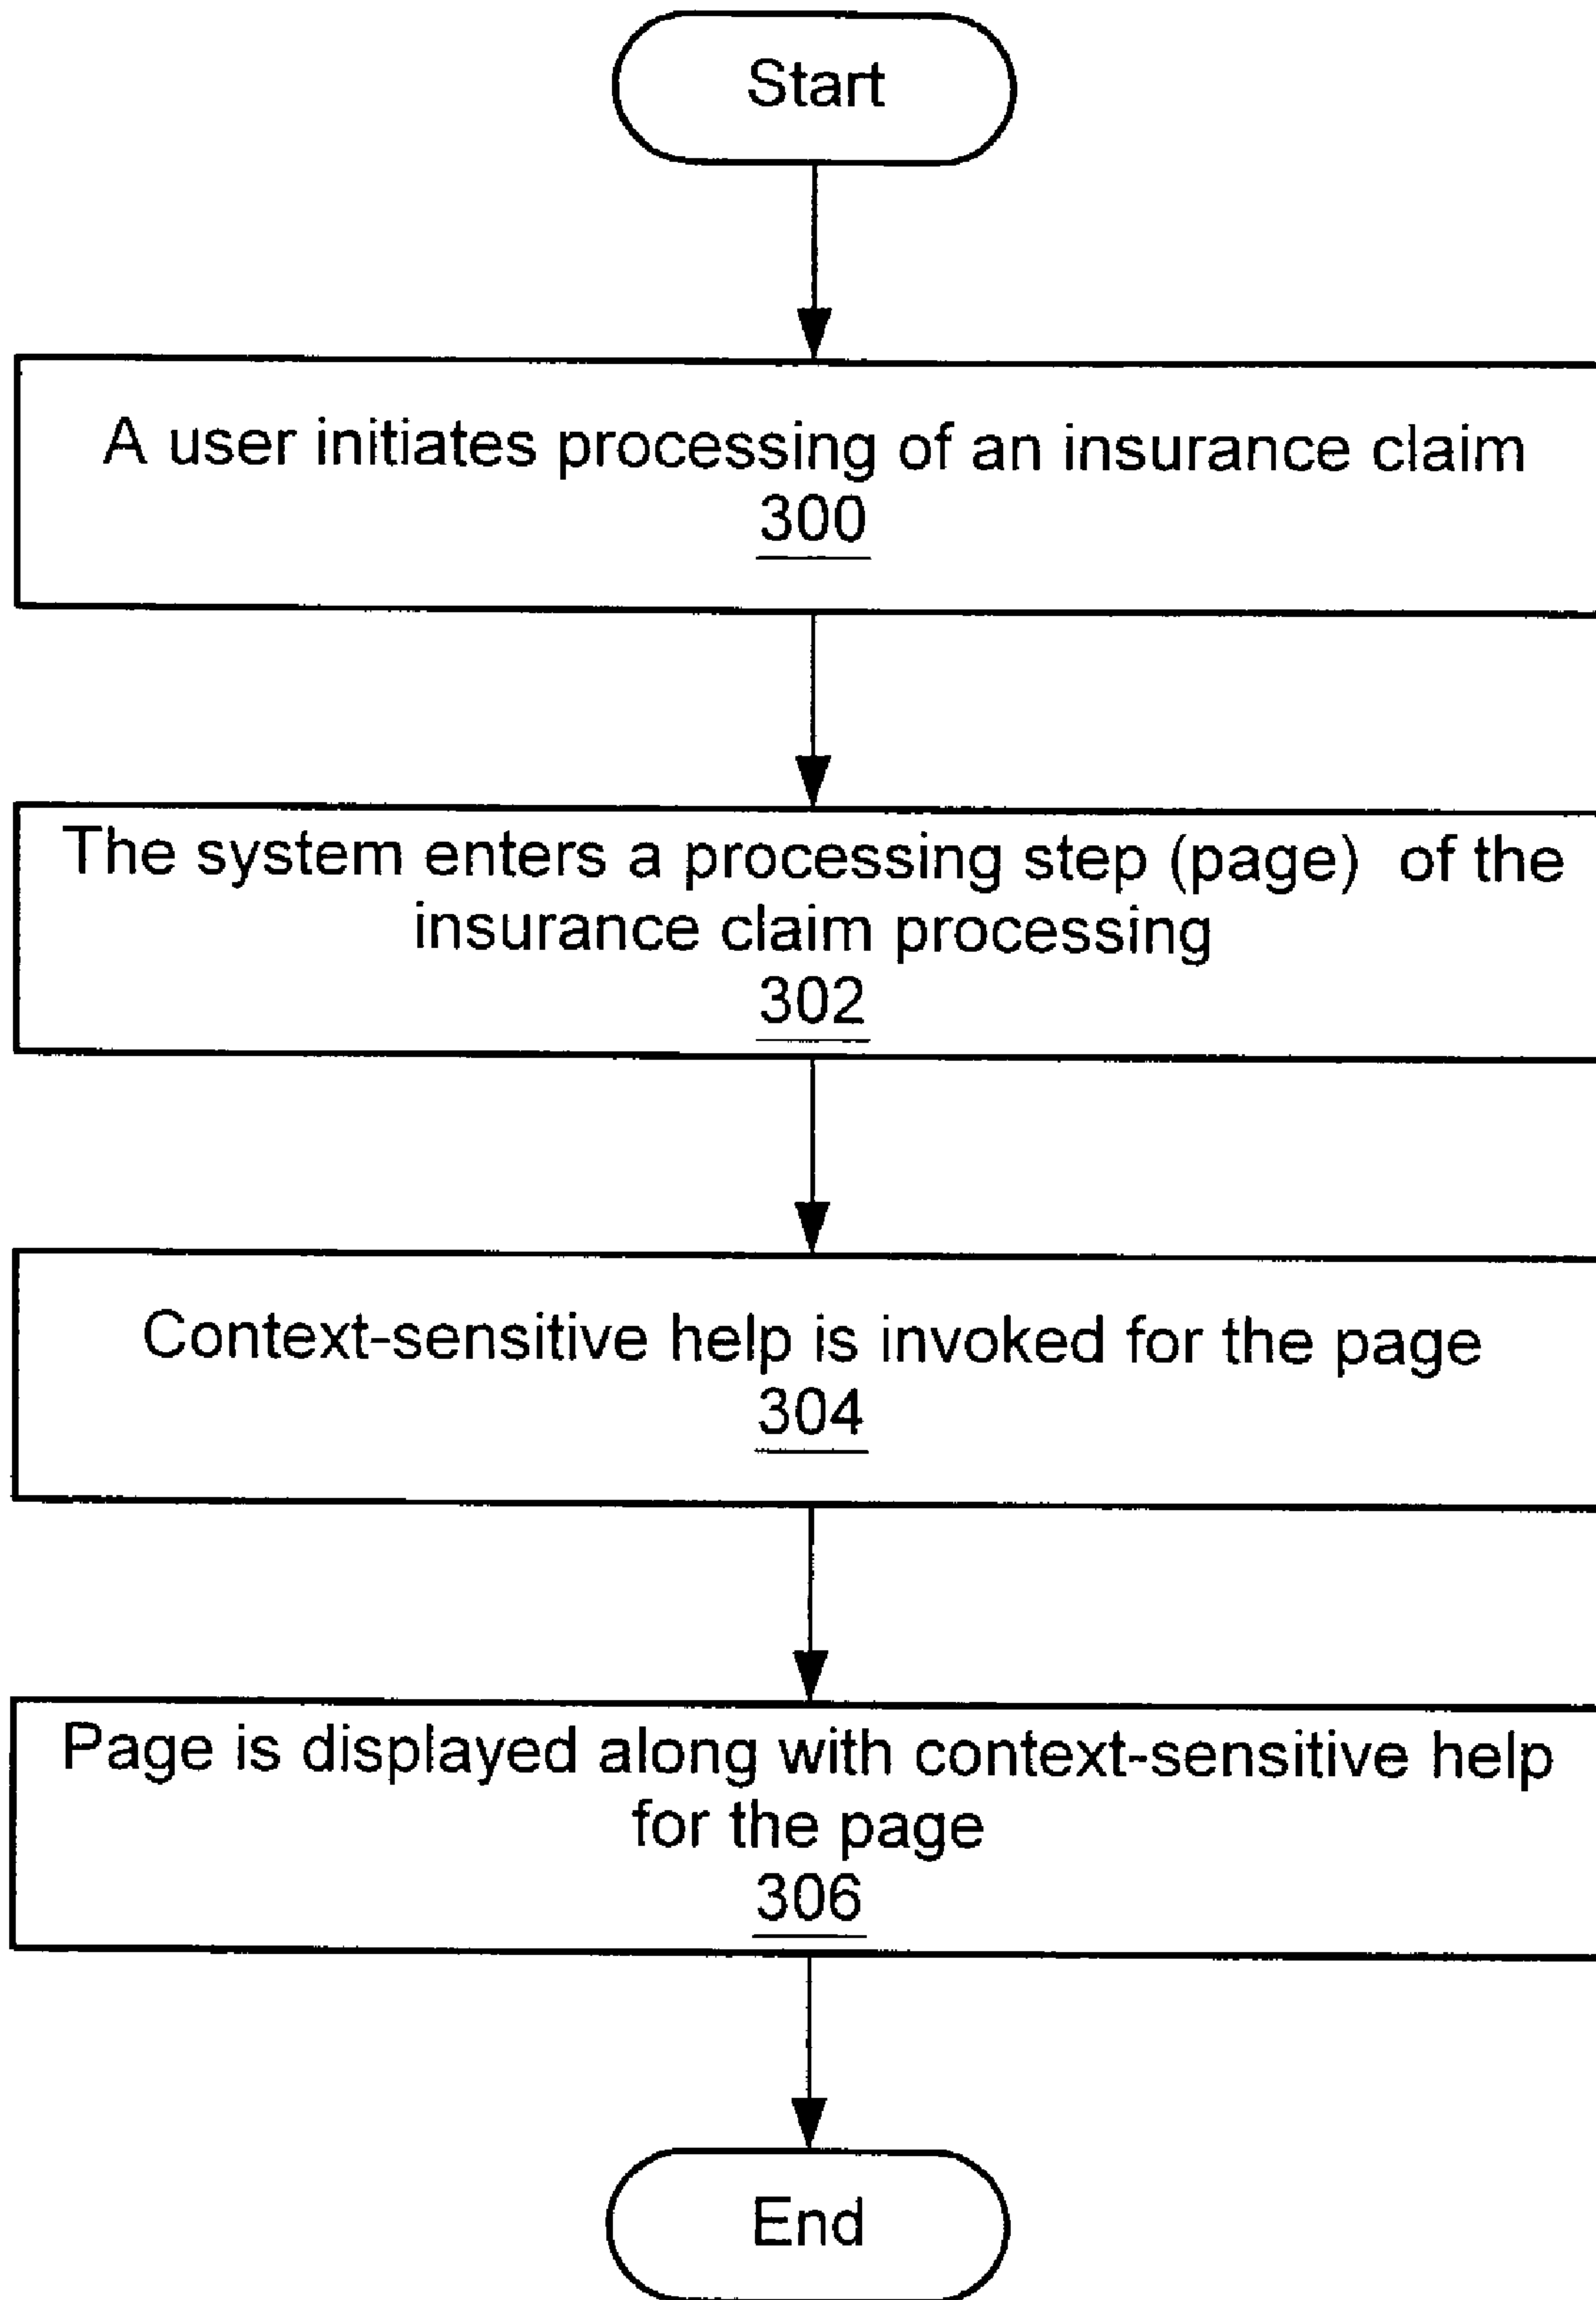 Start
A user initiates processing of an insurance claim
300
The system enters a processing step (page) of the
insurance claim processing
302
Context-sensitive help is invoked for the page
304
Page is displayed along with context-sensitive help
for the page
306
End